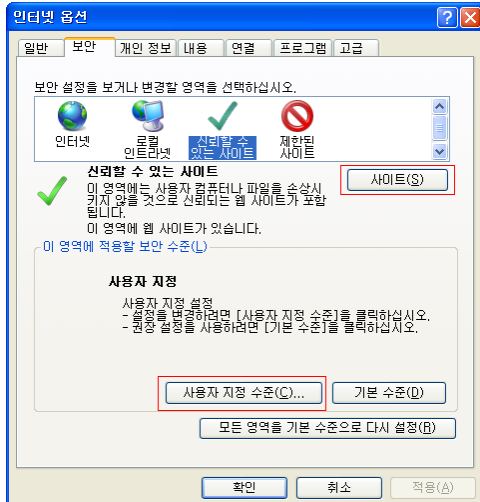 인터넷 옵션
일반 보안 개인 정보 내용 연결 프로그램 고급
보안 설정을 보거나 변경할 영역을 선택하십시오.
인터넷 로컬 인트라넷 신뢰할 수 있는 사이트 제한된 사이트
신뢰할 수 있는 사이트
사이트(S)
이 영역에는 사용자 컴퓨터나 파일을 손상시
키지 않을 것으로 신뢰되는 웹 사이트가 포함
됩니다.
이 영역에 웹 사이트가 있습니다.
이 영역에 적용할 보안 수준(L)
사용자 지정
사용자 지정 설정
- 설정을 변경하려면 [사용자 지정 수준]을 클릭하십시오.
- 권장 설정을 사용하려면 [기본 수준]을 클릭하십시오.
사용자 지정 수준(C)... 기본 수준(D)
모든 영역을 기본 수준으로 다시 설정(R)
확인 취소 적용(A)